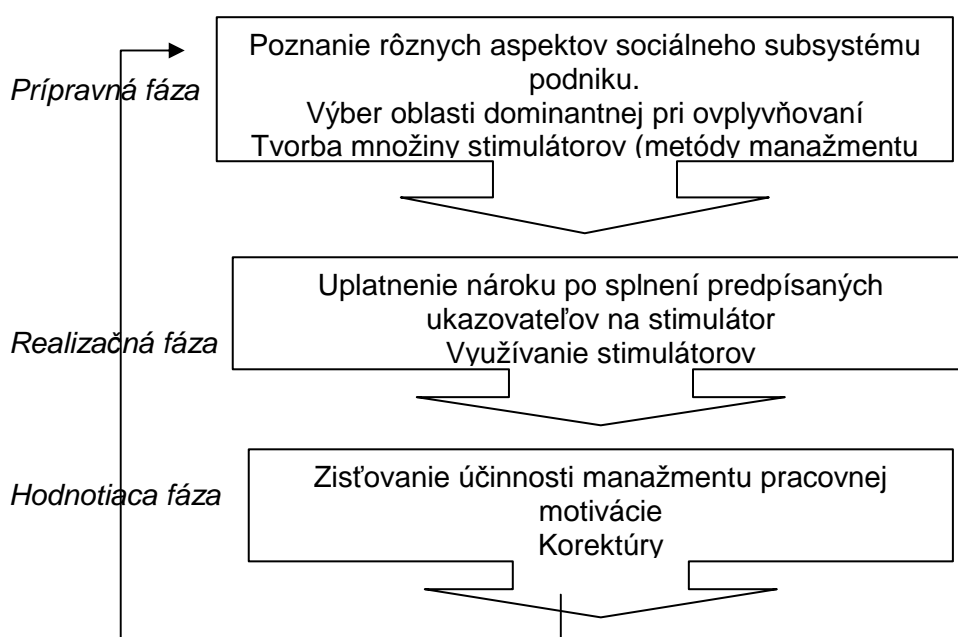 Prípravná fáza
Poznanie rôznych aspektov sociálneho subsystému
podniku.
Výber oblasti dominantnej pri ovplyvňovaní
Tvorba množiny stimulátorov (metódy manažmentu
Realizačná fáza
Uplatnenie nároku po splnení predpísaných
ukazovateľov na stimulátor
Využívanie stimulátorov
Hodnotiaca fáza
Zisťovanie účinnosti manažmentu pracovnej
motivácie
Korektúry